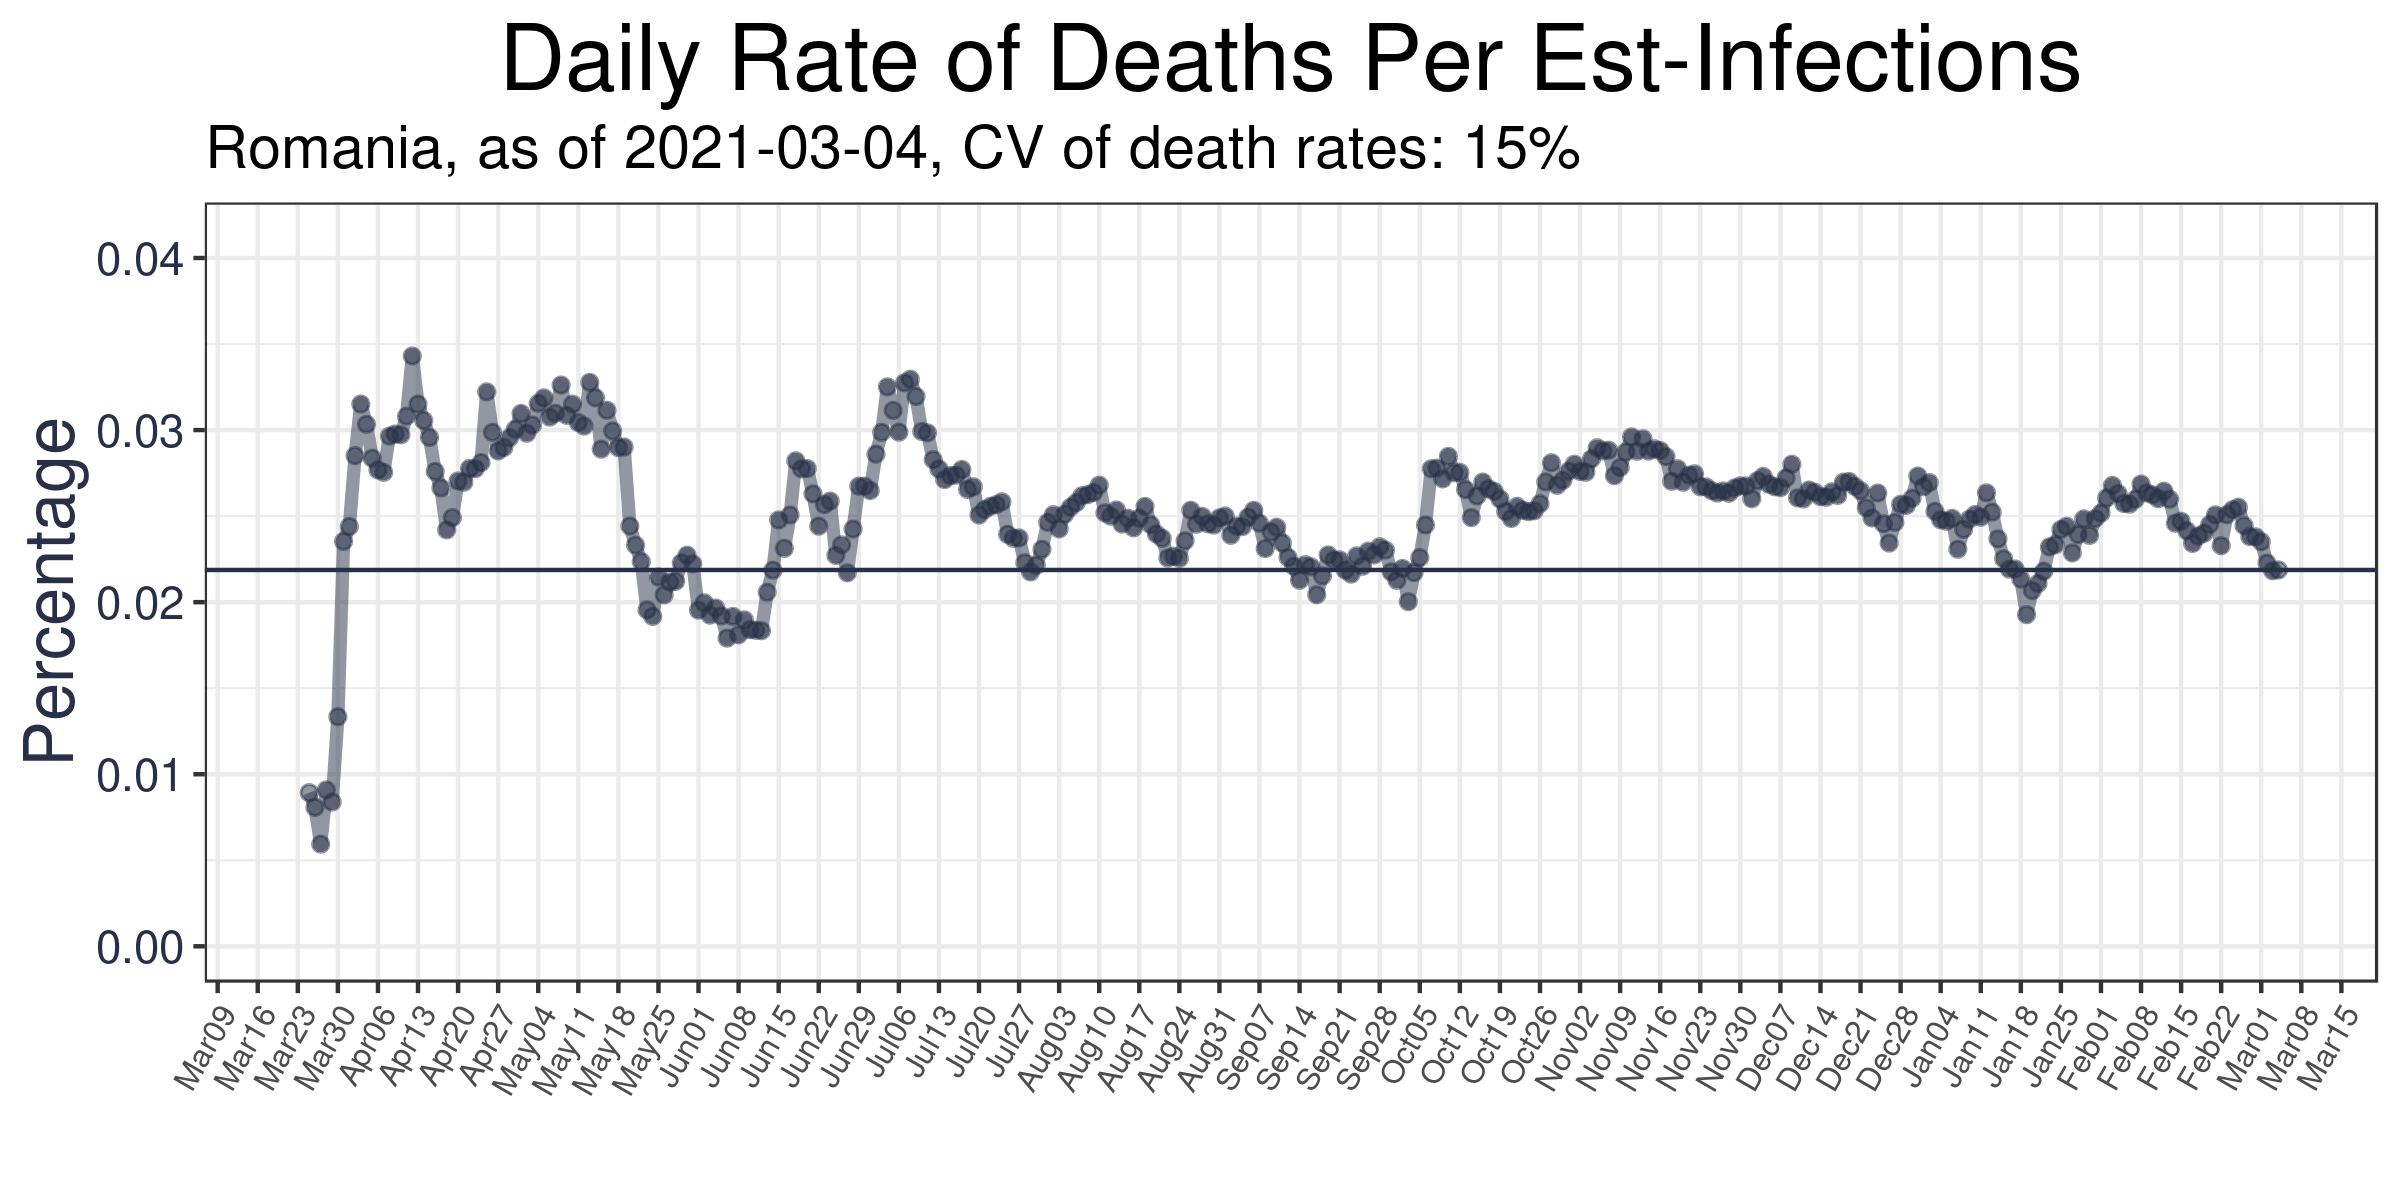 Daily Rate of Deaths Per Est-Infections
Romania, as of 2021-03-04, CV of death rates: 15%
Percentage
0.04
0.03
0.02
0.01
0.00
Mar09
Mar16
Mar23
Mar30
Apr06
Apr13
Apr20
Apr27
May04
May11
May18
May25
Jun01
Jun08
Jun15
Jun22
Jun29
Jul06
Jul13
Jul20
Jul27
Aug03
Aug10
Aug17
Aug24
Aug31
Sep07
Sep14
Sep21
Sep28
Oct05
Oct12
Oct19
Oct26
Nov02
Nov09
Nov16
Nov23
Nov30
Dec07
Dec14
Dec21
Dec28
Jan04
Jan11
Jan18
Jan25
Feb01
Feb08
Feb15
Feb22
Mar01
Mar08
Mar15